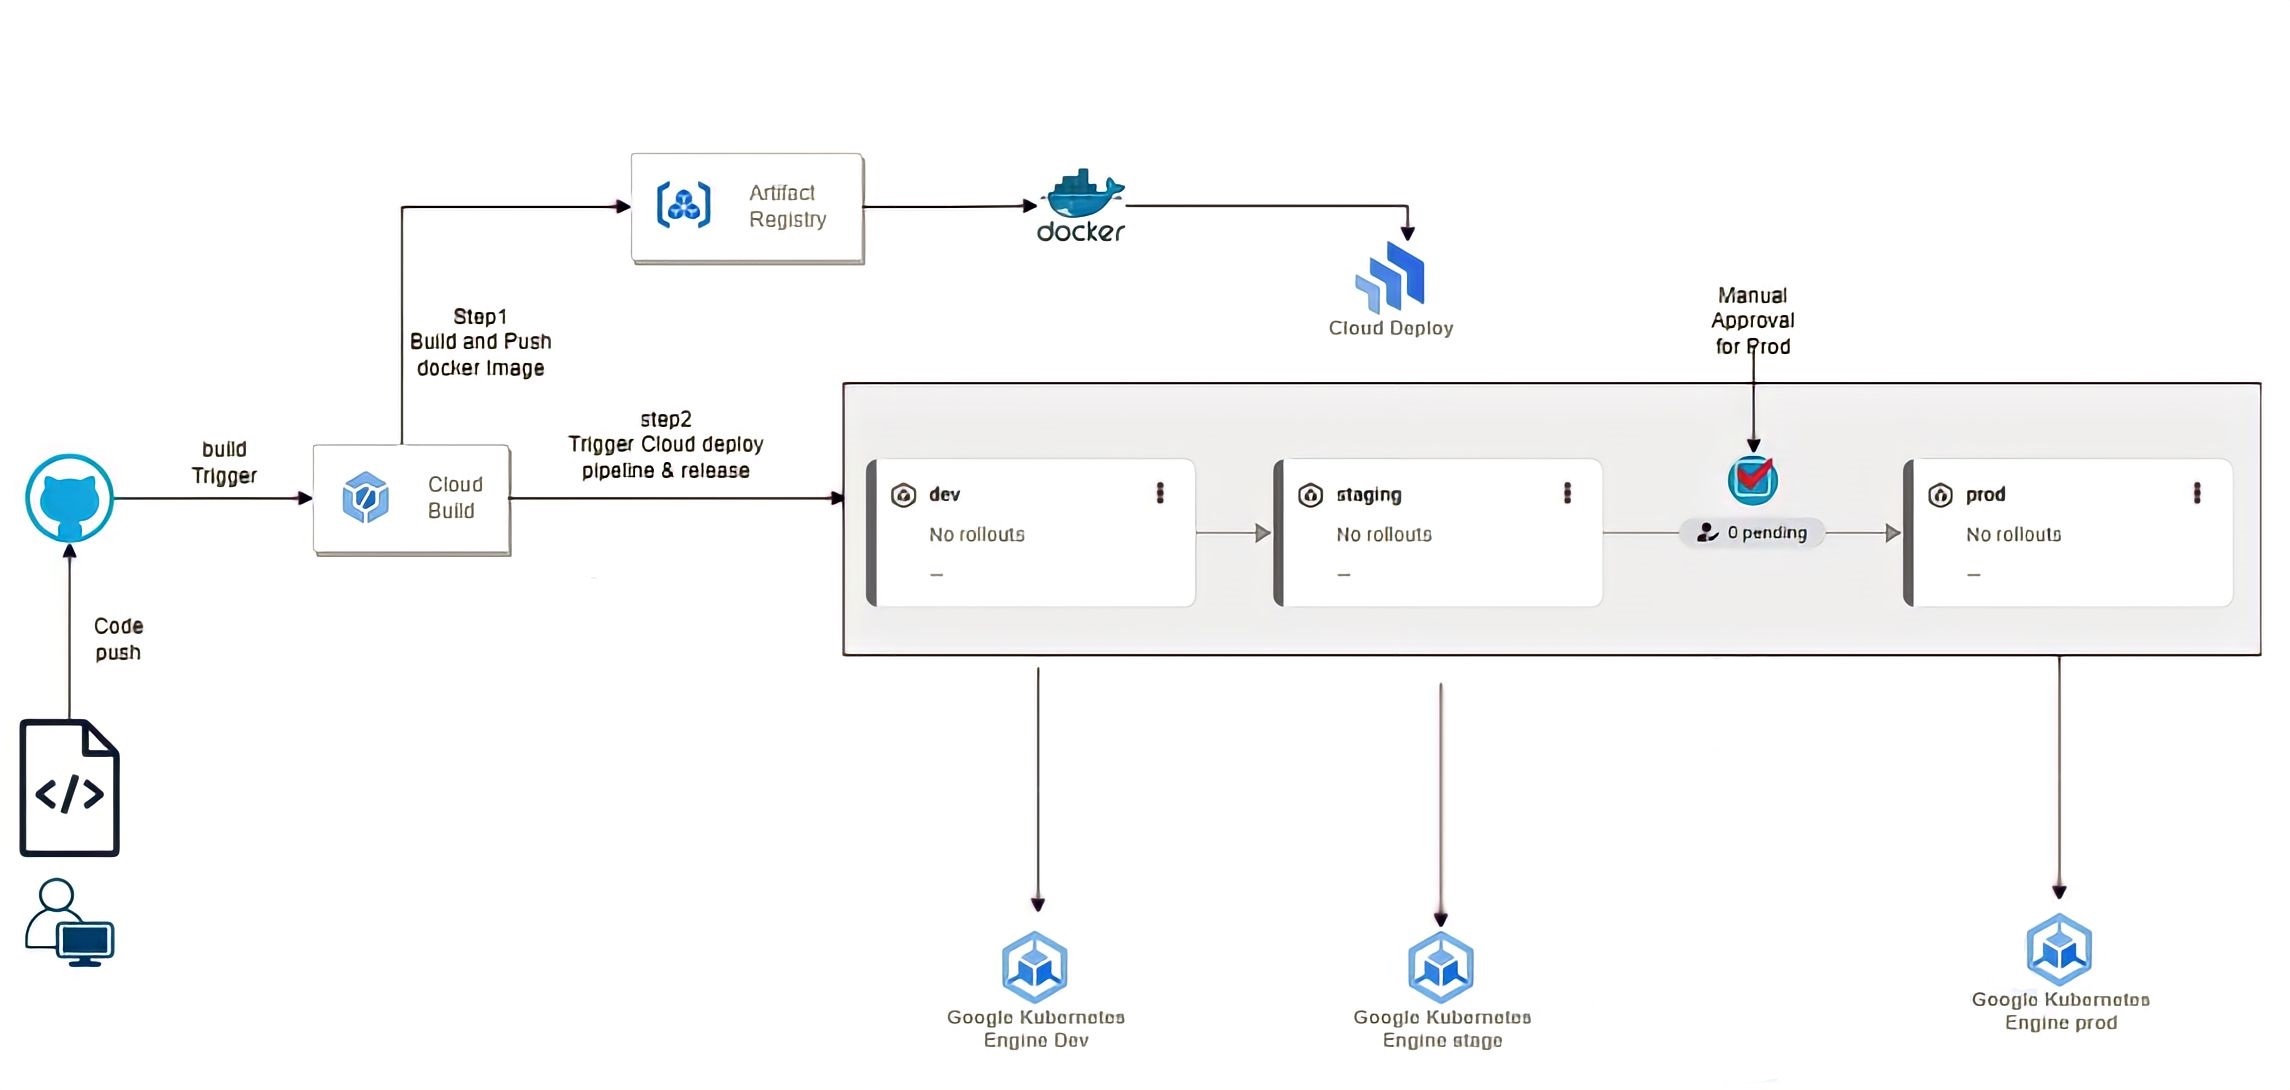 Artifact
Registry
docker
Cloud Deploy
Manual
Approval
for Prod
Step1
Build and Push
docker Image
step2
Trigger Cloud deploy
pipeline & release
build
Trigger
Cloud
Build
dev
No rollouts
–
staging
No rollouts
–
0 pending
prod
No rollouts
–
Code
push
</>
Google Kubernetes
Engine Dev
Google Kubernetes
Engine stage
Google Kubernetes
Engine prod